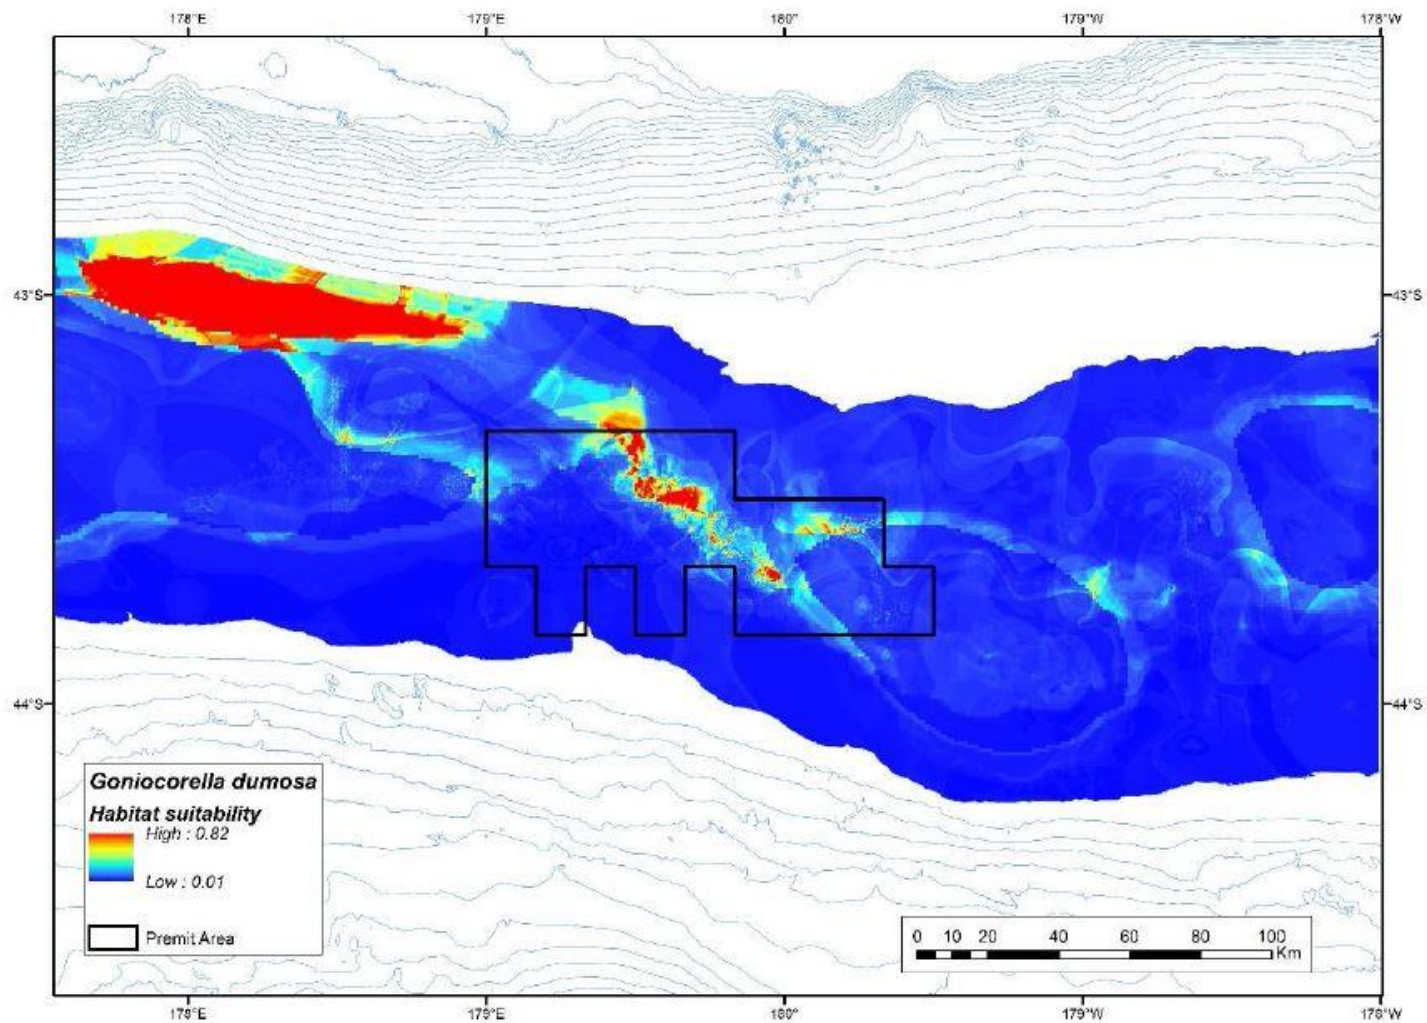 178°E 179°E 180° 179°W 178°W
43°S 43°S
44°S 44°S
Goniocorella dumosa
Habitat suitability
High : 0.82
Low : 0.01
Premit Area
0 10 20 40 60 80 100
Km
178°E 179°E 180° 179°W 178°W